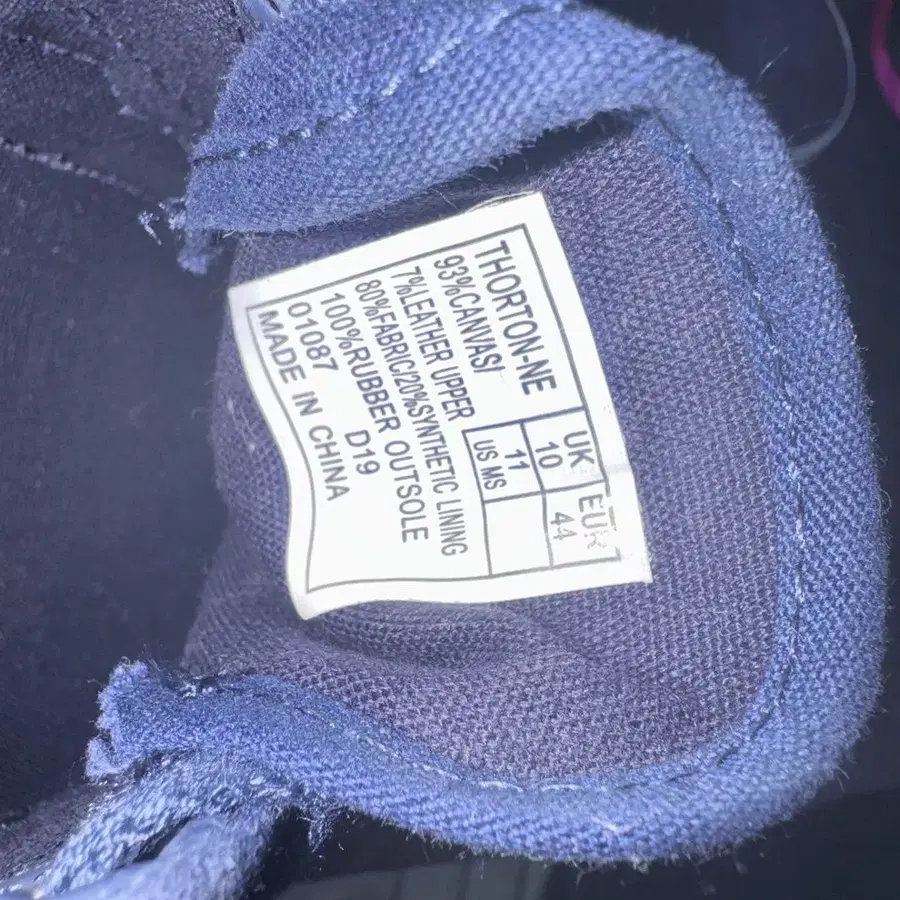 THORTON-NE
93%CANVAS/
7%LEATHER UPPER
80%FABRIC/20%SYNTHETIC LINING
100%RUBBER OUTSOLE
01087 D19
MADE IN CHINA
UK EUR
10 44
11
US MS